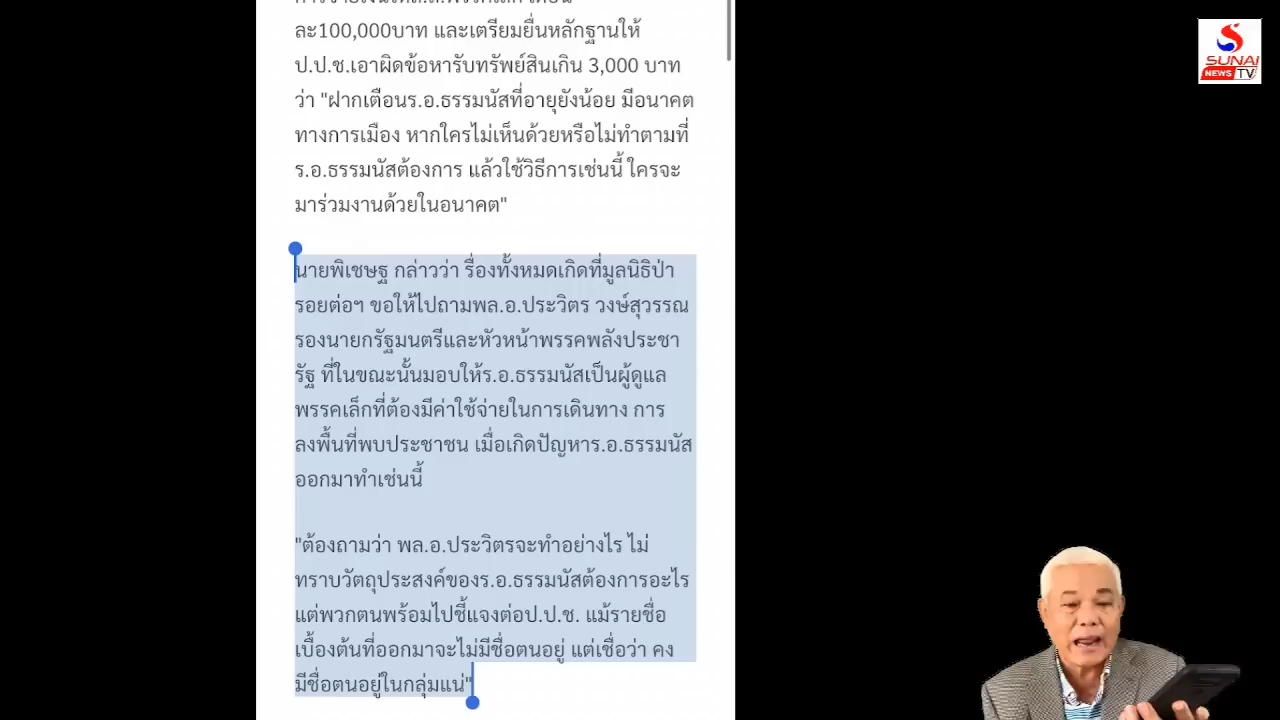 ละ100,000บาท และเตรียมยื่นหลักฐานให้
ป.ป.ช.เอาผิดข้อหารับทรัพย์สินเกิน 3,000 บาท
ว่า "ฝากเตือนร.อ.ธรรมนัสที่อายุยังน้อย มีอนาคต
ทางการเมือง หากใครไม่เห็นด้วยหรือไม่ทำตามที่
ร.อ.ธรรมนัสต้องการ แล้วใช้วิธีการเช่นนี้ ใครจะ
มาร่วมงานด้วยในอนาคต"
นายพิเชษฐ กล่าวว่า รื่องทั้งหมดเกิดที่มูลนิธิป่า
รอยต่อฯ ขอให้ไปถามพล.อ.ประวิตร วงษ์สุวรรณ
รองนายกรัฐมนตรีและหัวหน้าพรรคพลังประชา
รัฐ ที่ในขณะนั้นมอบให้ร.อ.ธรรมนัสเป็นผู้ดูแล
พรรคเล็กที่ต้องมีค่าใช้จ่ายในการเดินทาง การ
ลงพื้นที่พบประชาชน เมื่อเกิดปัญหาร.อ.ธรรมนัส
ออกมาทำเช่นนี้
"ต้องถามว่า พล.อ.ประวิตรจะทำอย่างไร ไม่
ทราบวัตถุประสงค์ของร.อ.ธรรมนัสต้องการอะไร
แต่พวกตนพร้อมไปชี้แจงต่อป.ป.ช. แม้รายชื่อ
เบื้องต้นที่ออกมาจะไม่มีชื่อตนอยู่ แต่เชื่อว่า คง
มีชื่อตนอยู่ในกลุ่มแน่"
SUNAI
NEWS TV